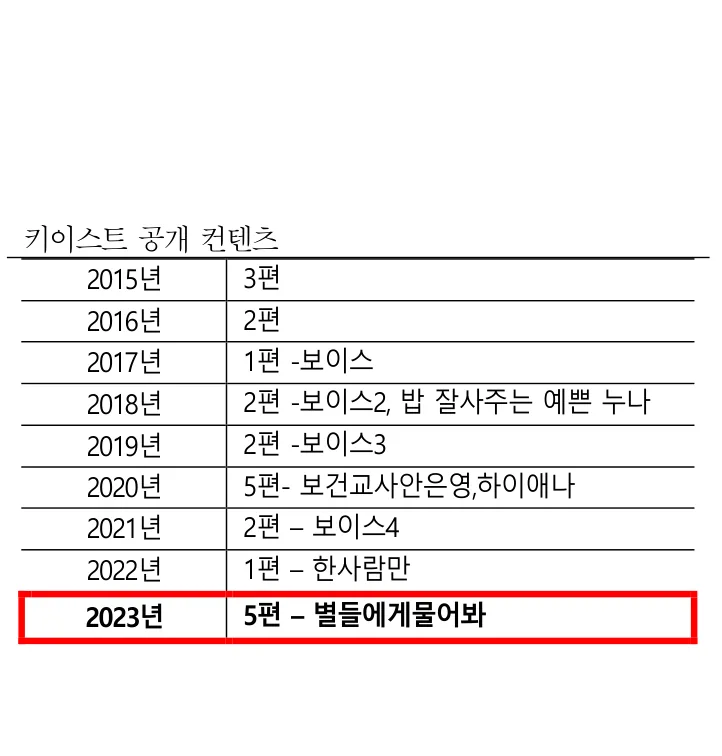 키이스트 공개 컨텐츠
2015년 3편
2016년 2편
2017년 1편 -보이스
2018년 2편 -보이스2, 밥 잘사주는 예쁜 누나
2019년 2편 -보이스3
2020년 5편- 보건교사안은영,하이애나
2021년 2편 – 보이스4
2022년 1편 – 한사람만
2023년 5편 – 별들에게물어봐